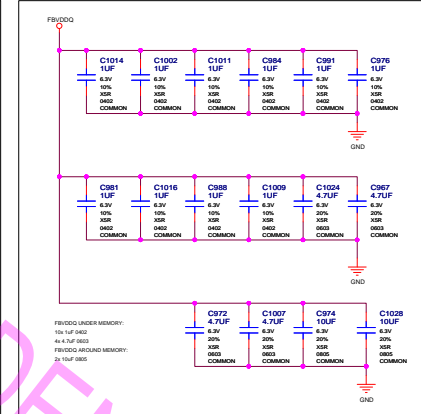 FBVDDQ
C1014 C1002 C1011 C984 C991 C976
1UF 1UF 1UF 1UF 1UF 1UF
6.3V 6.3V 6.3V 6.3V 6.3V 6.3V
10% 10% 10% 10% 10% 10%
X5R X5R X5R X5R X5R X5R
0402 0402 0402 0402 0402 0402
COMMON COMMON COMMON COMMON COMMON COMMON
GND
C981 C1016 C988 C1009 C1024 C967
1UF 1UF 1UF 1UF 4.7UF 4.7UF
6.3V 6.3V 6.3V 6.3V 6.3V 6.3V
10% 10% 10% 10% 20% 20%
X5R X5R X5R X5R X5R X5R
0402 0402 0402 0402 0603 0603
COMMON COMMON COMMON COMMON COMMON COMMON
GND
C972 C1007 C974 C1028
4.7UF 4.7UF 10UF 10UF
6.3V 6.3V 6.3V 6.3V
20% 20% 20% 20%
X5R X5R X5R X5R
0603 0603 0805 0805
COMMON COMMON COMMON COMMON
GND
FBVDDQ UNDER MEMORY:
10x 1uF 0402
4x 4.7uF 0603
FBVDDQ AROUND MEMORY:
2x 10uF 0805